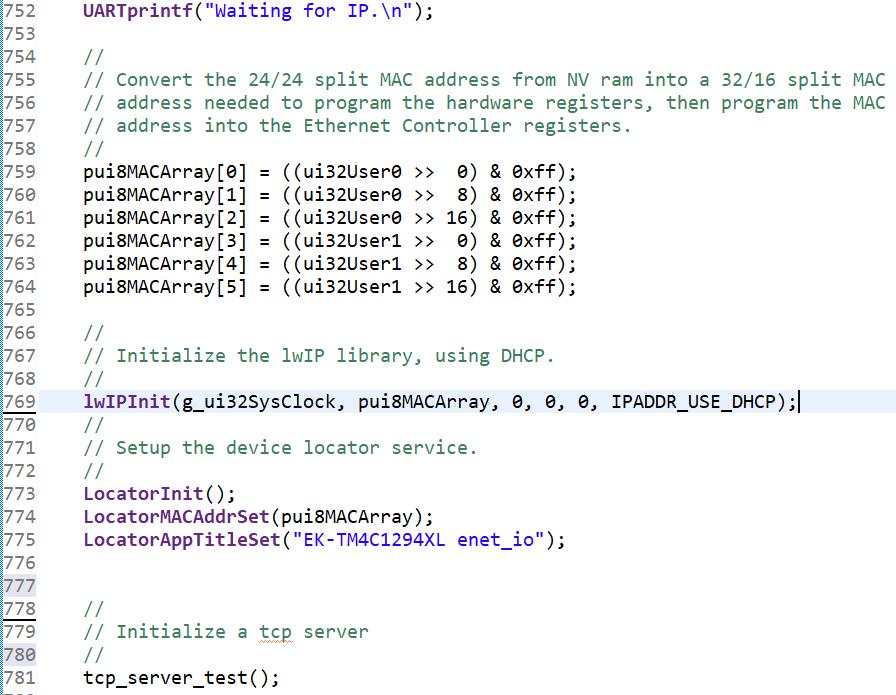 752 UARTprintf("Waiting for IP.\n");
753
754 //
755 // Convert the 24/24 split MAC address from NV ram into a 32/16 split MAC
756 // address needed to program the hardware registers, then program the MAC
757 // address into the Ethernet Controller registers.
758 //
759 pui8MACArray[0] = ((ui32User0 >>  0) & 0xff);
760 pui8MACArray[1] = ((ui32User0 >>  8) & 0xff);
761 pui8MACArray[2] = ((ui32User0 >> 16) & 0xff);
762 pui8MACArray[3] = ((ui32User1 >>  0) & 0xff);
763 pui8MACArray[4] = ((ui32User1 >>  8) & 0xff);
764 pui8MACArray[5] = ((ui32User1 >> 16) & 0xff);
765
766 //
767 // Initialize the lwIP library, using DHCP.
768 //
769 lwIPInit(g_ui32SysClock, pui8MACArray, 0, 0, 0, IPADDR_USE_DHCP);
770 //
771 // Setup the device locator service.
772 //
773 LocatorInit();
774 LocatorMACAddrSet(pui8MACArray);
775 LocatorAppTitleSet("EK-TM4C1294XL enet_io");
776
777
778 //
779 // Initialize a tcp server
780 //
781 tcp_server_test();